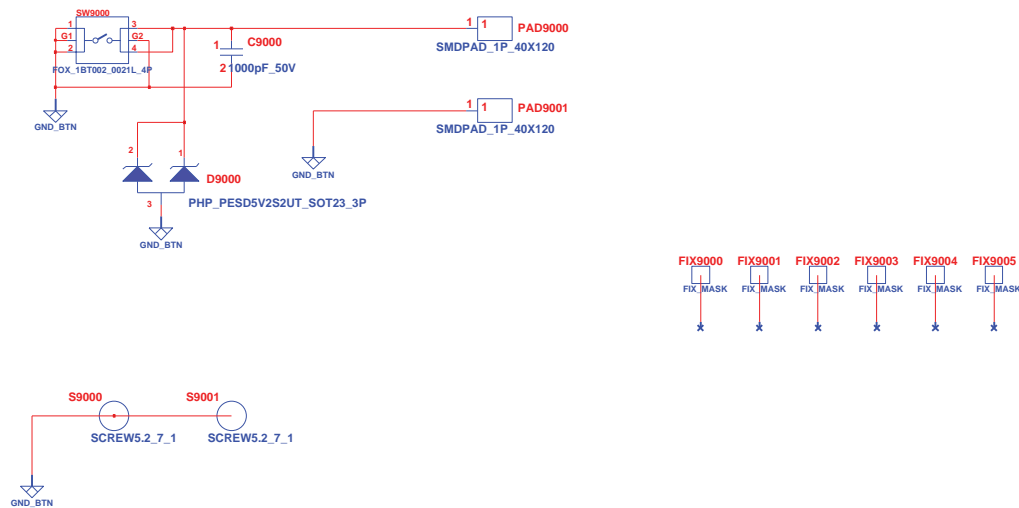 SW9000
1 3
G1 G2
2 4
FOX_1BT002_0021L_4P
GND_BTN
1 C9000
2 1000pF_50V
1 1 PAD9000
SMDPAD_1P_40X120
1 1 PAD9001
SMDPAD_1P_40X120
GND_BTN
2 1
D9000
3 PHP_PESD5V2S2UT_SOT23_3P
GND_BTN
FIX9000 FIX9001 FIX9002 FIX9003 FIX9004 FIX9005
FIX_MASK FIX_MASK FIX_MASK FIX_MASK FIX_MASK FIX_MASK
S9000 S9001
SCREW5.2_7_1 SCREW5.2_7_1
GND_BTN